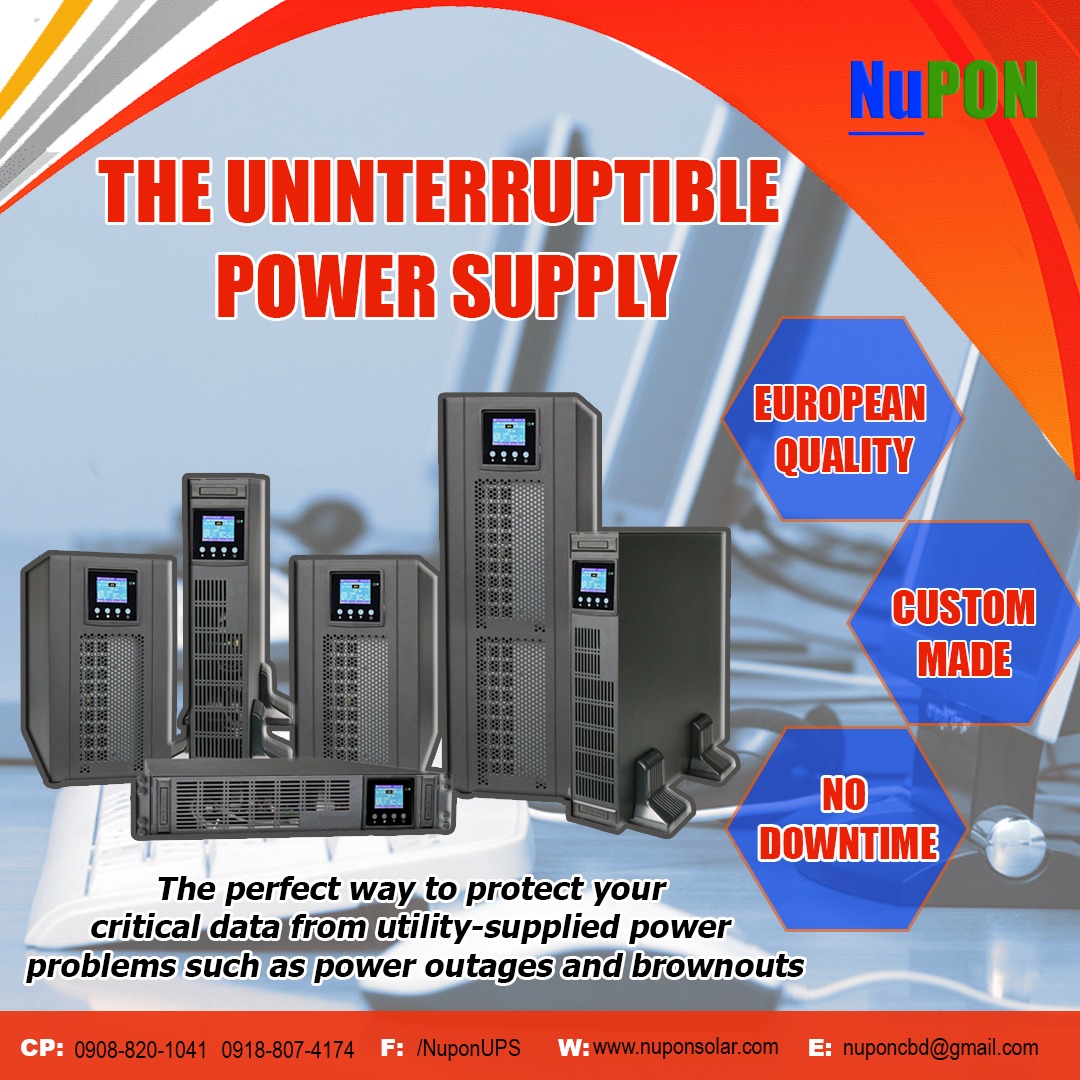 NuPON
THE UNINTERRUPTIBLE
POWER SUPPLY
EUROPEAN
QUALITY
CUSTOM
MADE
NO
DOWNTIME
The perfect way to protect your
critical data from utility-supplied power
problems such as power outages and brownouts
CP: 0908-820-1041 0918-807-4174 F: /NuponUPS W: www.nuponsolar.com E: nuponcbd@gmail.com